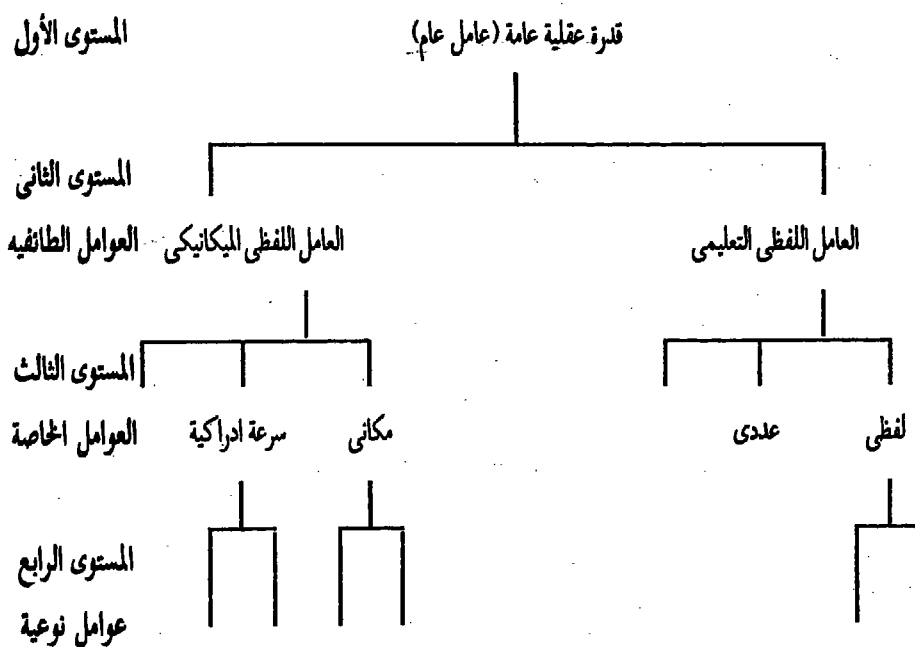 المستوى الأول
قدرة عقلية عامة (عامل عام)
المستوى الثانى
العوامل الطائفيه
العامل اللفظى التعليمى
العامل اللفظى الميكانيكى
المستوى الثالث
العوامل الخاصة
لفظى
عددى
مكانى
سرعة ادراكية
المستوى الرابع
عوامل نوعية